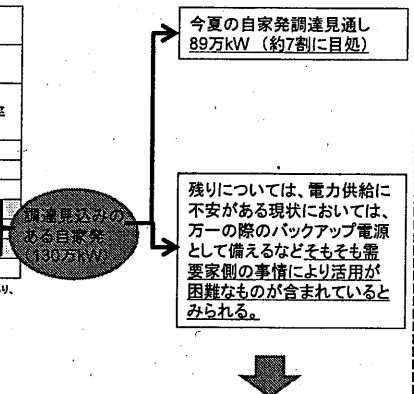 今夏の自家発調達見通し
89万kW（約7割に目処）
調達見込みの
ある自家発
（130万kW）
残りについては、電力供給に
不安がある現状においては、
万一の際のバックアップ電源
として備えるなどそもそも需
要家側の事情により活用が
困難なものが含まれていると
みられる。
り、